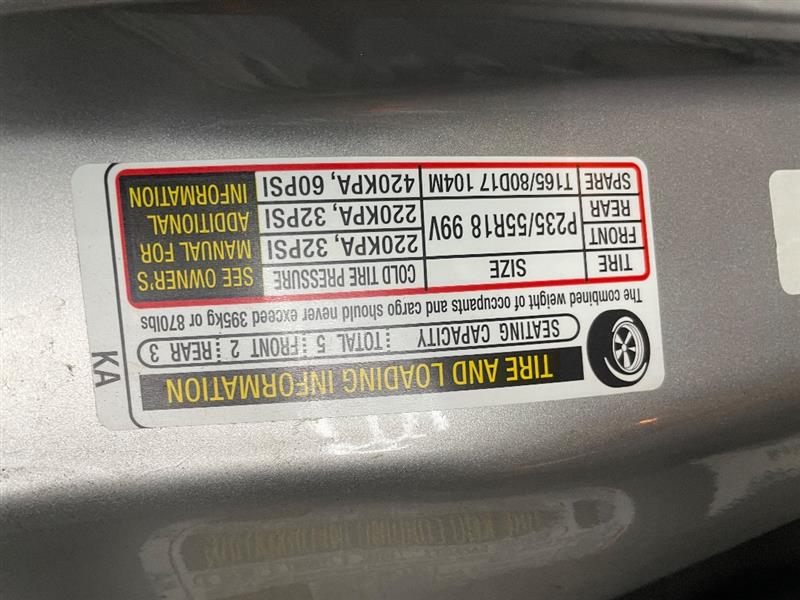 TIRE AND LOADING INFORMATION
SEATING CAPACITY TOTAL 5 FRONT 2 REAR 3
The combined weight of occupants and cargo should never exceed 395kg or 870lbs
TIRE SIZE COLD TIRE PRESSURE SEE OWNER'S MANUAL FOR ADDITIONAL INFORMATION
FRONT P235/55R18 99V 220KPA, 32PSI
REAR 220KPA, 32PSI
SPARE T165/80D17 104M 420KPA, 60PSI
KA